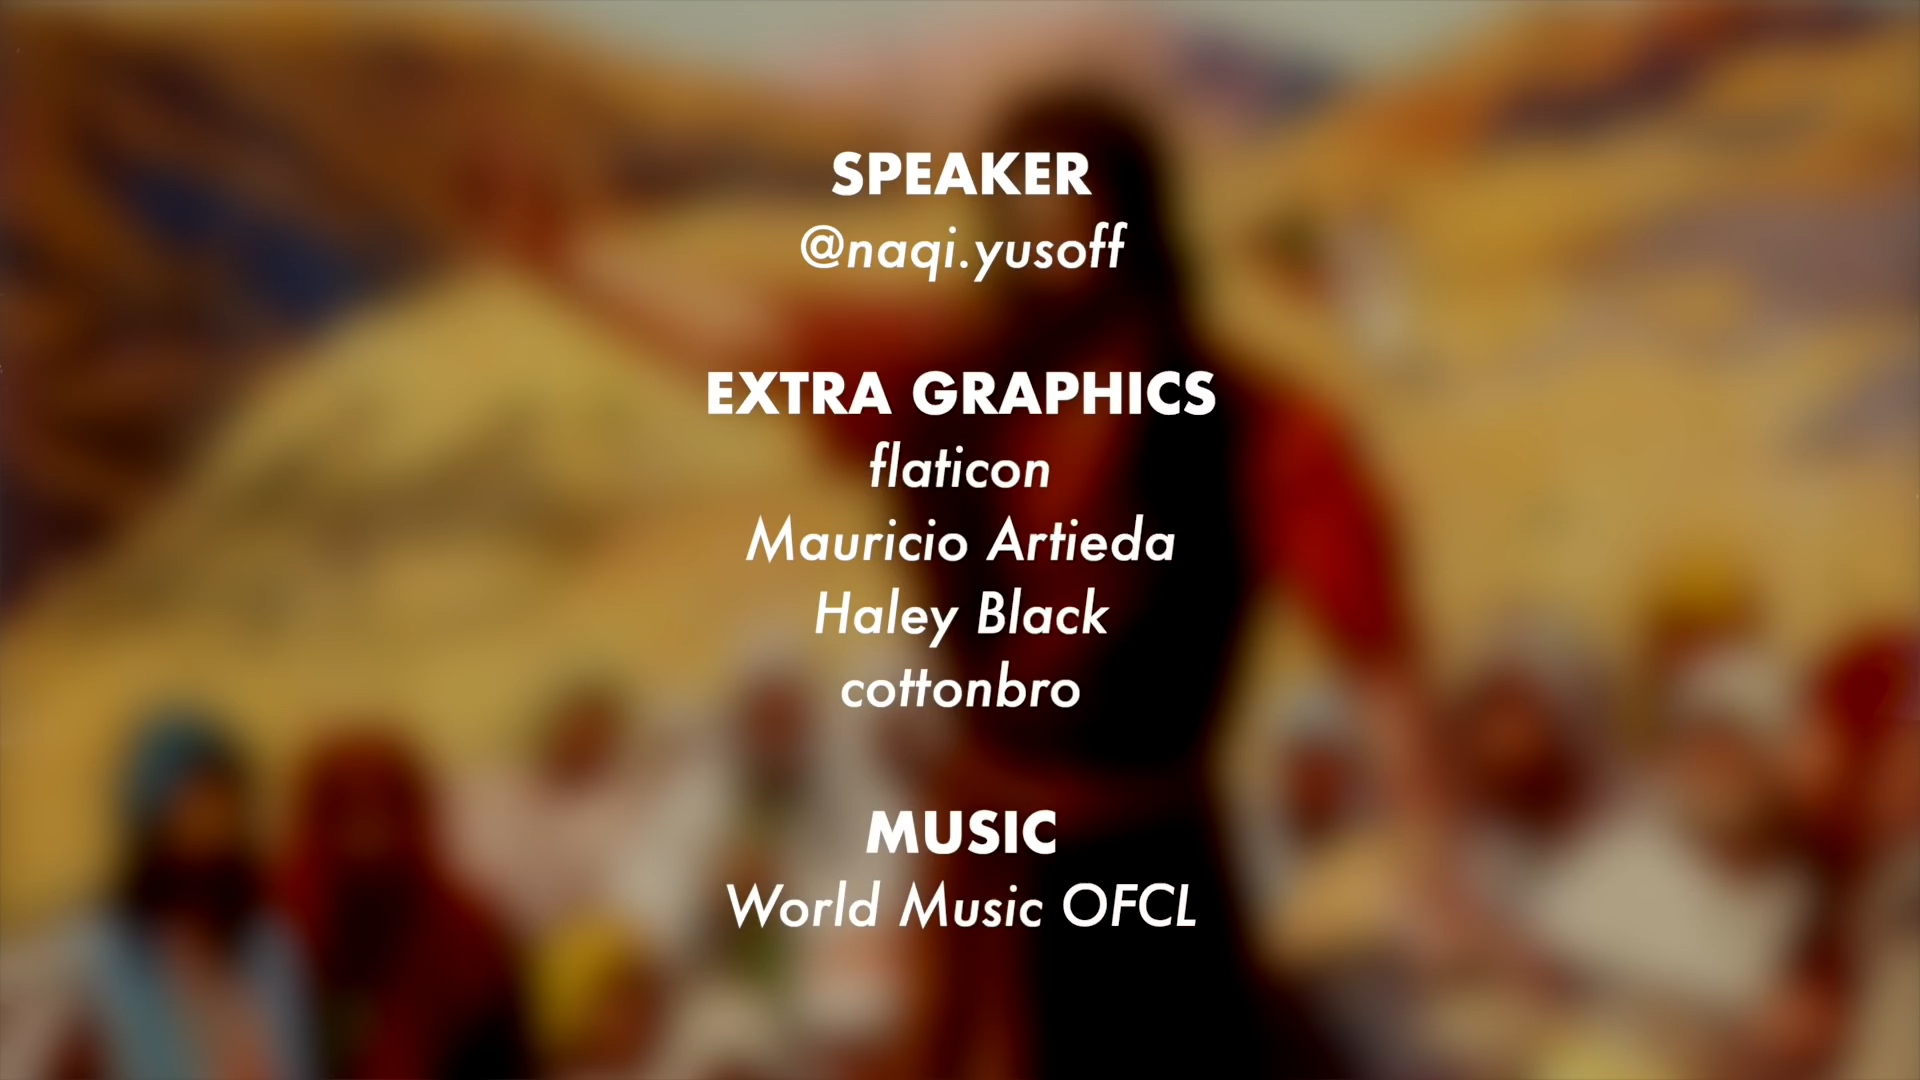 SPEAKER
@naqi.yusoff
EXTRA GRAPHICS
flaticon
Mauricio Artieda
Haley Black
cottonbro
MUSIC
World Music OFCL